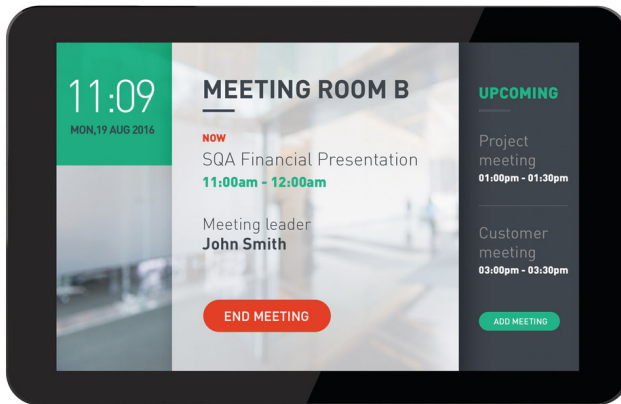 11:09
MON,19 AUG 2016
MEETING ROOM B
NOW
SQA Financial Presentation
11:00am - 12:00am
Meeting leader
John Smith
END MEETING
UPCOMING
Project
meeting
01:00pm - 01:30pm
Customer
meeting
03:00pm - 03:30pm
ADD MEETING